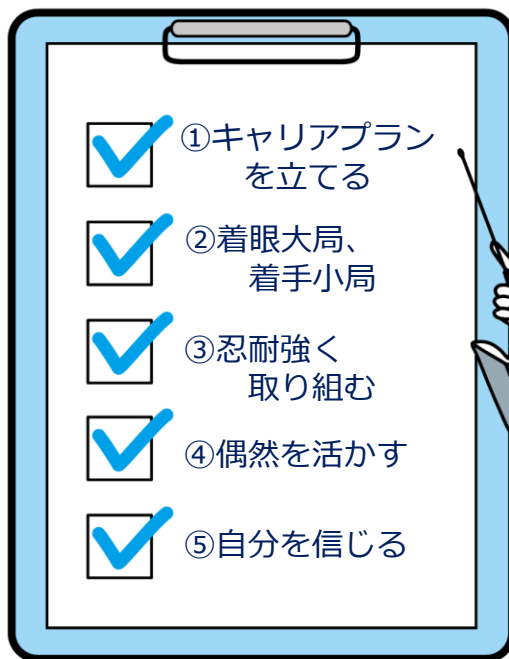 ①キャリアプラン
を立てる
②着眼大局、
着手小局
③忍耐強く
取り組む
④偶然を活かす
⑤自分を信じる